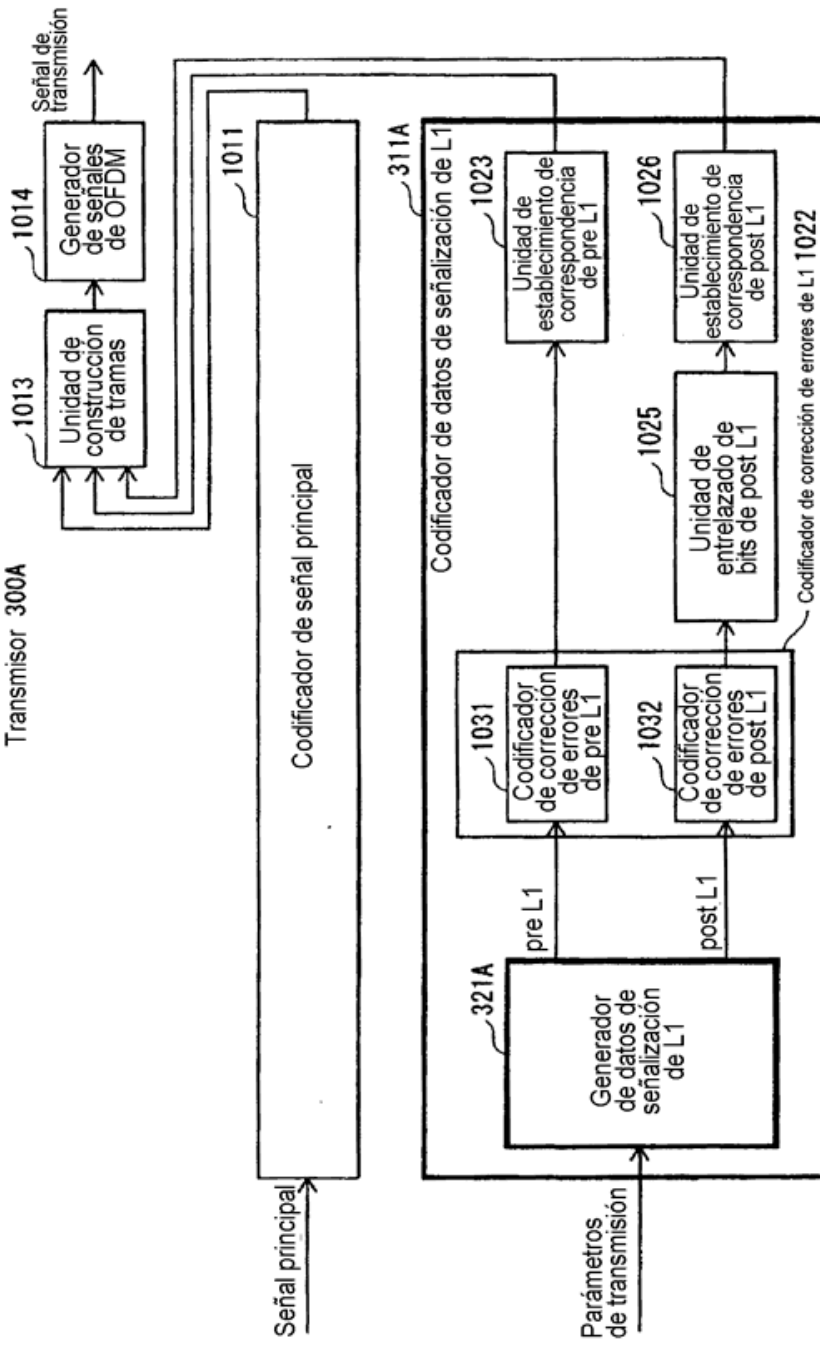 Transmisor 300A
Señal principal
Codificador de señal principal
1011
1013
Unidad de
construcción
de tramas
1014
Generador
de señales
de OFDM
Señal de
transmisión
Parámetros
de transmisión
Codificador de datos de señalización de L1
311A
321A
Generador
de datos de
señalización
de L1
pre L1
post L1
1031
Codificador
de corrección
de errores
de pre L1
1032
Codificador
de corrección
de errores
de post L1
1025
Unidad de
entrelazado de
bits de post L1
1023
Unidad de
establecimiento de
correspondencia
de pre L1
1026
Unidad de
establecimiento de
correspondencia
de post L1
Codificador de corrección de errores de L1 1022